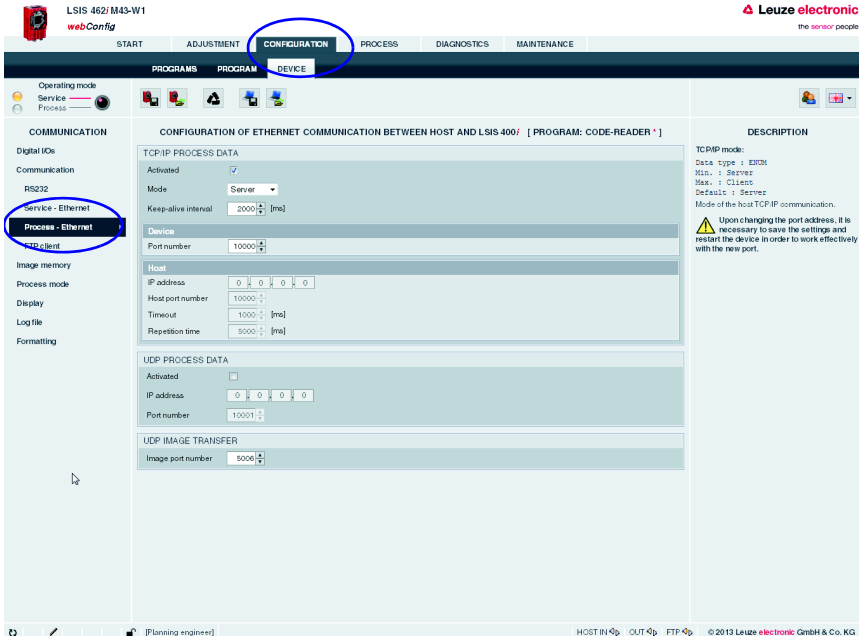 LSIS 462i M43-W1
webConfig
Leuze electronic
the sensor people
START ADJUSTMENT CONFIGURATION PROCESS DIAGNOSTICS MAINTENANCE
PROGRAMS PROGRAM DEVICE
Operating mode
Service
Process
COMMUNICATION
Digital I/Os
Communication
RS232
Service - Ethernet
Process - Ethernet
FTP client
Image memory
Process mode
Display
Log file
Formatting
CONFIGURATION OF ETHERNET COMMUNICATION BETWEEN HOST AND LSIS 400i [ PROGRAM: CODE-READER * ]
TCP/IP PROCESS DATA
Activated
Mode Server
Keep-alive interval 2000 [ms]
Device
Port number 10000
Host
IP address 0 . 0 . 0 . 0
Host port number 10000
Timeout 1000 [ms]
Repetition time 5000 [ms]
UDP PROCESS DATA
Activated
IP address 0 . 0 . 0 . 0
Port number 10001
UDP IMAGE TRANSFER
Image port number 5006
DESCRIPTION
TCP/IP mode:
Data type : ENUM
Min. : Server
Max. : Client
Default : Server
Mode of the host TCP/IP communication.
Upon changing the port address, it is
necessary to save the settings and
restart the device in order to work effectively
with the new port.
[Planning engineer]
HOST IN OUT FTP © 2013 Leuze electronic GmbH & Co. KG